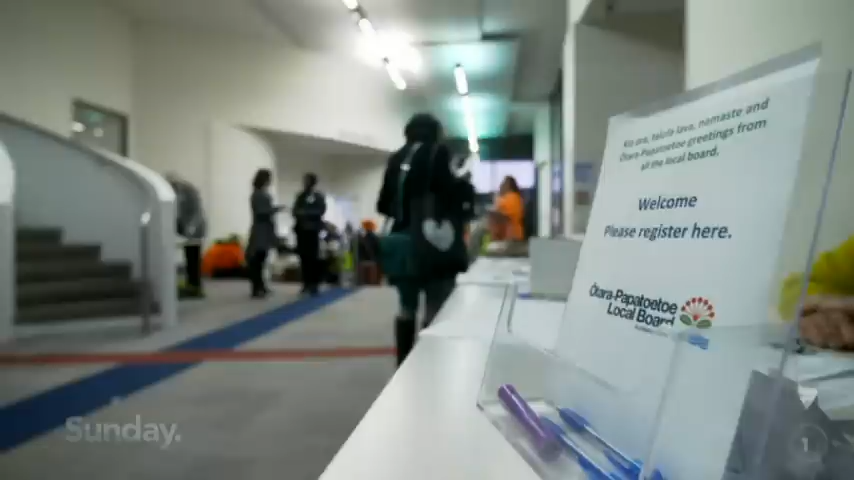 Kia ora, talofa lava, namaste and
Ōtara-Papatoetoe greetings from
all the local board.
Welcome
Please register here.
Ōtara-Papatoetoe
Local Board
Sunday.
1